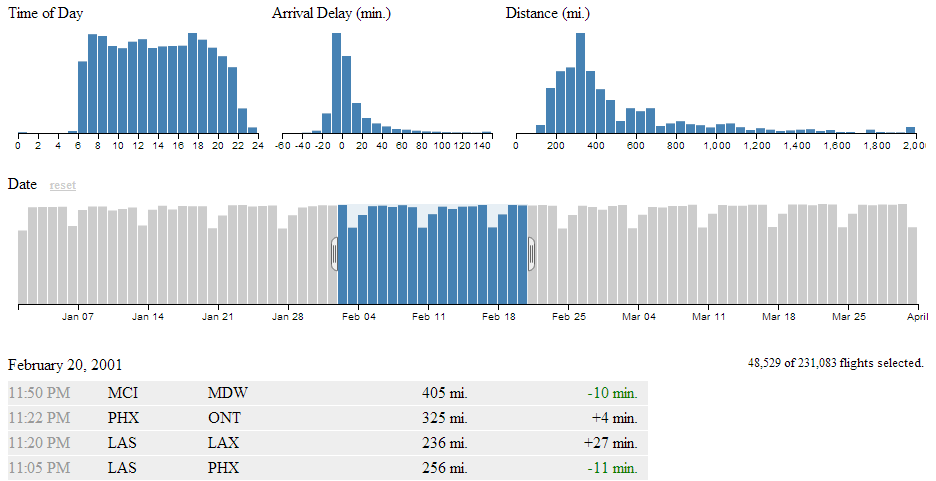 Time of Day
Arrival Delay (min.)
Distance (mi.)
0 2 4 6 8 10 12 14 16 18 20 22 24
-60 -40 -20 0 20 40 60 80 100 120 140
0 200 400 600 800 1,000 1,200 1,400 1,600 1,800 2,00
Date reset
Jan 07 Jan 14 Jan 21 Jan 28 Feb 04 Feb 11 Feb 18 Feb 25 Mar 04 Mar 11 Mar 18 Mar 25 April
February 20, 2001
48,529 of 231,083 flights selected.
11:50 PM MCI MDW 405 mi. -10 min.
11:22 PM PHX ONT 325 mi. +4 min.
11:20 PM LAS LAX 236 mi. +27 min.
11:05 PM LAS PHX 256 mi. -11 min.